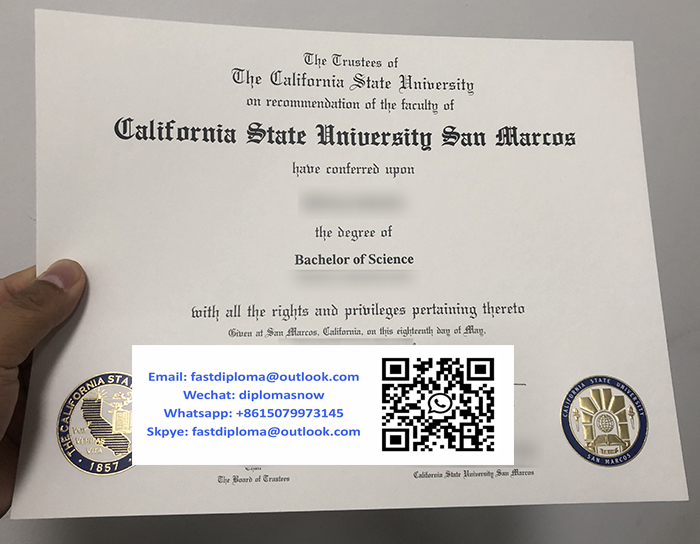 The Trustees of
The California State University
on recommendation of the faculty of
California State University San Marcos
have conferred upon
the degree of
Bachelor of Science
with all the rights and privileges pertaining thereto
Given at San Marcos, California, on this eighteenth day of May,
Email: fastdiploma@outlook.com
Wechat: diplomasnow
Whatsapp: +8615079973145
Skpye: fastdiploma@outlook.com
THE CALIFORNIA STA
VITA
1857
CALIFORNIA STATE UNIVERSITY
SAN MARCOS
The Board of Trustees
California State University San Marcos